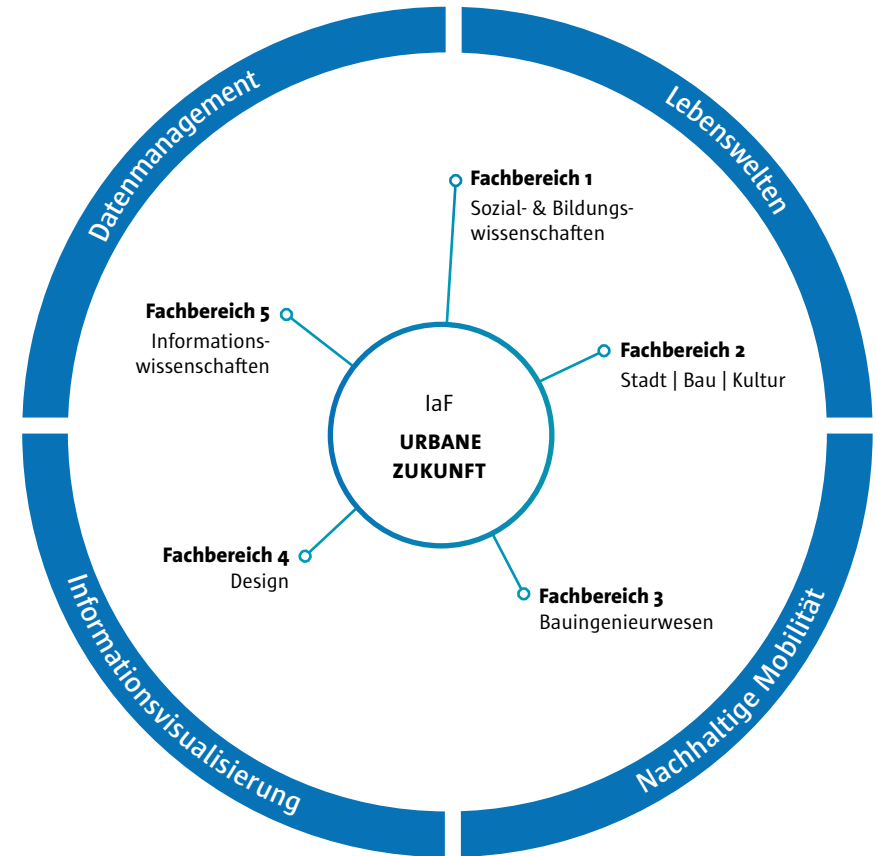 Datenmanagement
Lebenswelten
Fachbereich 1
Sozial- & Bildungs-
wissenschaften
Fachbereich 5
Informations-
wissenschaften
Fachbereich 2
Stadt | Bau | Kultur
IaF
URBANE
ZUKUNFT
Fachbereich 4
Design
Fachbereich 3
Bauingenieurwesen
Informationsvisualisierung
Nachhaltige Mobilität